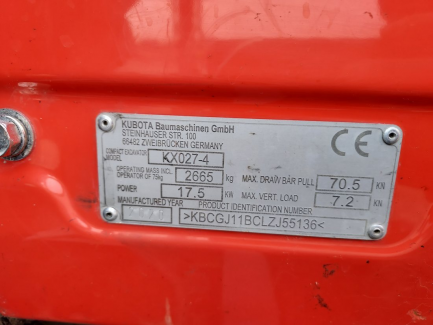 KUBOTA Baumaschinen GmbH
STEINHAUSER STR. 100
66482 ZWEIBRÜCKEN GERMANY
CE
COMPACT EXCAVATOR MODEL KX027-4
OPERATING MASS INCL. OPERATOR OF 75kg 2665 kg MAX. DRAW BAR PULL 70.5 KN
POWER 17.5 KW MAX. VERT. LOAD 7.2 KN
MANUFACTURED YEAR PRODUCT IDENTIFICATION NUMBER
>KBCGJ11BCLZJ55136<